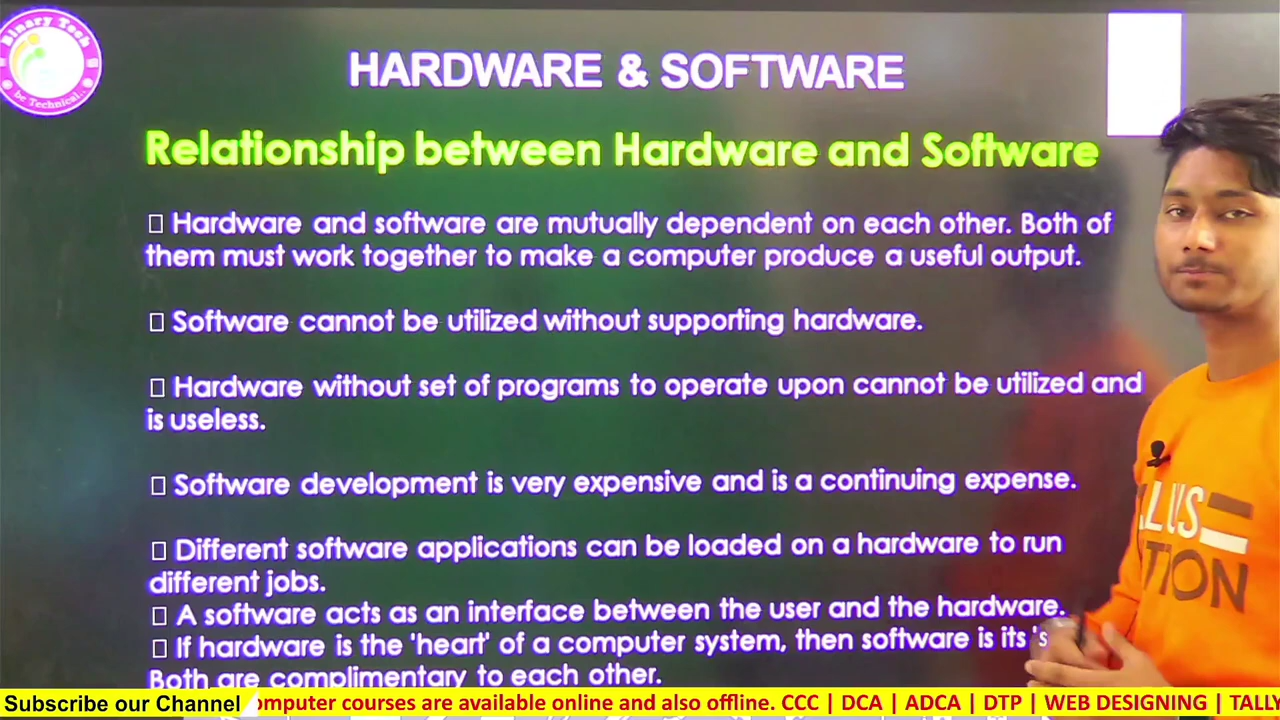 Binary Tech
be Technical..
HARDWARE & SOFTWARE
Relationship between Hardware and Software
Hardware and software are mutually dependent on each other. Both of
them must work together to make a computer produce a useful output.
Software cannot be utilized without supporting hardware.
Hardware without set of programs to operate upon cannot be utilized and
is useless.
Software development is very expensive and is a continuing expense.
Different software applications can be loaded on a hardware to run
different jobs.
A software acts as an interface between the user and the hardware.
If hardware is the 'heart' of a computer system, then software is its 's
Both are complimentary to each other.
LLUS
TION
Subscribe our Channel
omputer courses are available online and also offline. CCC | DCA | ADCA | DTP | WEB DESIGNING | TALLY